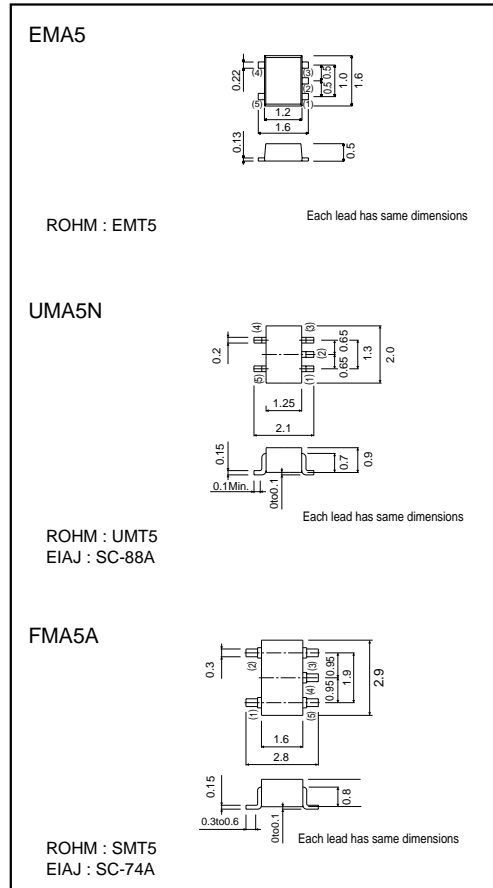 EMA5
0.22
(4)
(3)
(2)
(5)
(1)
0.5
0.5
1.0
1.6
1.2
1.6
0.13
0.5
ROHM : EMT5
Each lead has same dimensions
UMA5N
0.2
(4)
(3)
(2)
(5)
(1)
0.65
0.65
1.3
2.0
1.25
2.1
0.15
0.1Min.
0to0.1
0.7
0.9
Each lead has same dimensions
ROHM : UMT5
EIAJ : SC-88A
FMA5A
0.3
(2)
(3)
(4)
(1)
(5)
0.95
0.95
1.9
2.9
1.6
2.8
0.15
0.3to0.6
0to0.1
0.8
Each lead has same dimensions
ROHM : SMT5
EIAJ : SC-74A